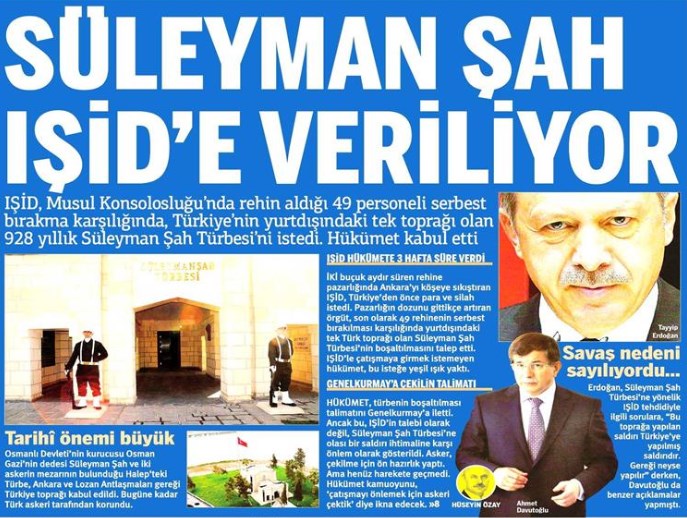 SÜLEYMAN ŞAH
IŞİD'E VERİLİYOR
IŞİD, Musul Konsolosluğu'nda rehin aldığı 49 personeli serbest
bırakma karşılığında, Türkiye'nin yurtdışındaki tek toprağı olan
928 yıllık Süleyman Şah Türbesi'ni istedi. Hükümet kabul etti
SÜLEYMANŞAH
TÜRBESİ
Tarihî önemi büyük
Osmanlı Devleti'nin kurucusu Osman
Gazi'nin dedesi Süleyman Şah ve iki
askerin mezarının bulunduğu Halep'teki
Türbe, Ankara ve Lozan Antlaşmaları gereği
Türkiye toprağı kabul edildi. Bugüne kadar
Türk askeri tarafından korundu.
IŞİD HÜKÜMETE 3 HAFTA SÜRE VERDİ
İKİ buçuk aydır süren rehine
pazarlığında Ankara'yı köşeye sıkıştıran
IŞİD, Türkiye'den önce para ve silah
istedi. Pazarlığın dozunu gittikçe artıran
örgüt, son olarak 49 rehinenin serbest
bırakılması karşılığında yurtdışındaki
tek Türk toprağı olan Süleyman Şah
Türbesi'nin boşaltılmasını talep etti.
IŞİD'le çatışmaya girmek istemeyen
hükümet, bu isteğe yeşil ışık yaktı.
GENELKURMAY'A ÇEKİLİN TALİMATI
HÜKÜMET, türbenin boşaltılması
talimatını Genelkurmay'a iletti.
Ancak bu, IŞİD'in talebi olarak
değil, Süleyman Şah Türbesi'ne
olası bir saldırı ihtimaline karşı
önlem olarak gösterildi. Asker,
çekilme için ön hazırlık yaptı.
Ama henüz harekete geçmedi.
Hükümet kamuoyunu,
'çatışmayı önlemek için askeri
çektik' diye ikna edecek. »8
HÜSEYİN ÖZAY
Ahmet
Davutoğlu
Tayyip
Erdoğan
Savaş nedeni
sayılıyordu...
Erdoğan, Süleyman Şah
Türbesi'ne yönelik
IŞİD tehdidiyle
ilgili sorulara, "Bu
toprağa yapılan
saldırı Türkiye'ye
yapılmış
saldırıdır.
Gereği neyse
yapılır" derken,
Davutoğlu da
benzer açıklamalar
yapmıştı.